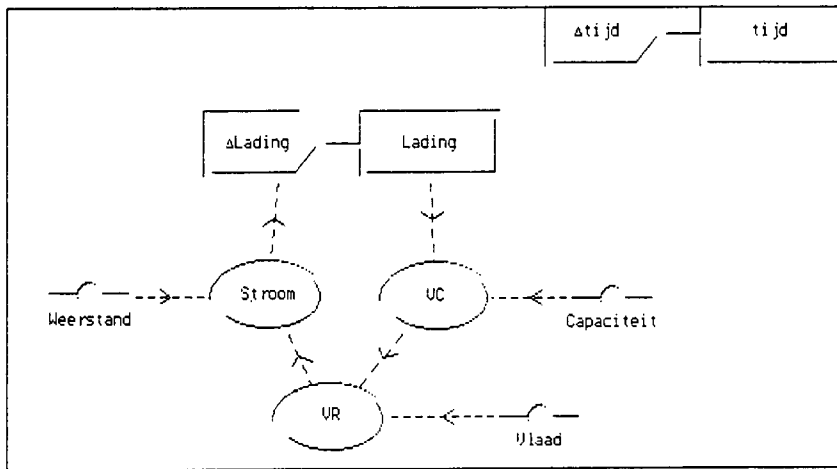 Δtijd
tijd
ΔLading
Lading
Stroom
VC
Weerstand
Capaciteit
VR
Vlaad